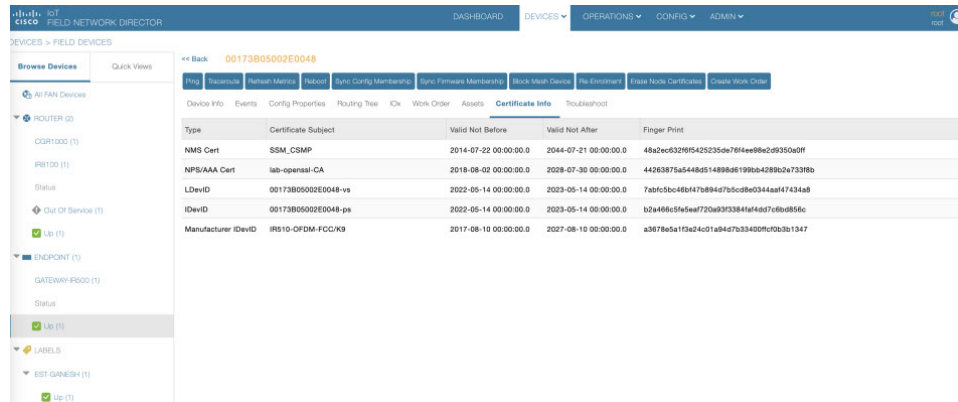 cisco IoT
FIELD NETWORK DIRECTOR
DASHBOARD DEVICES OPERATIONS CONFIG ADMIN root
root
DEVICES > FIELD DEVICES
Browse Devices Quick Views
<< Back 00173B05002E0048
Ping Traceroute Refresh Metrics Reboot Sync Config Membership Sync Firmware Membership Block Mesh Device Re-Enrollment Erase Node Certificates Create Work Order
Device Info Events Config Properties Routing Tree IOx Work Order Assets Certificate Info Troubleshoot
All FAN Devices
ROUTER (2)
CGR1000 (1)
IR8100 (1)
Status
Out Of Service (1)
Up (1)
ENDPOINT (1)
GATEWAY-IR500 (1)
Status
Up (1)
LABELS
EST-GANESH (1)
Up (1)
Type Certificate Subject Valid Not Before Valid Not After Finger Print
NMS Cert SSM_CSMP 2014-07-22 00:00:00.0 2044-07-21 00:00:00.0 48a2ec632f6f5425235de76f4ee98e2d9350a0ff
NPS/AAA Cert lab-openssl-CA 2018-08-02 00:00:00.0 2028-07-30 00:00:00.0 44263875a5448d514898d6199bb4289b2e733f8b
LDevID 00173B05002E0048-vs 2022-05-14 00:00:00.0 2023-05-14 00:00:00.0 7abfc5bc46bf47b894d7b5cd8e0344aaf47434a8
IDevID 00173B05002E0048-ps 2022-05-14 00:00:00.0 2023-05-14 00:00:00.0 b2a466c5fe5eaf720a93f3384faf4dd7c6bd856c
Manufacturer IDevID IR510-OFDM-FCC/K9 2017-08-10 00:00:00.0 2027-08-10 00:00:00.0 a3678e5a1f3a24c01a94d7b33400ffcf0b3b1347